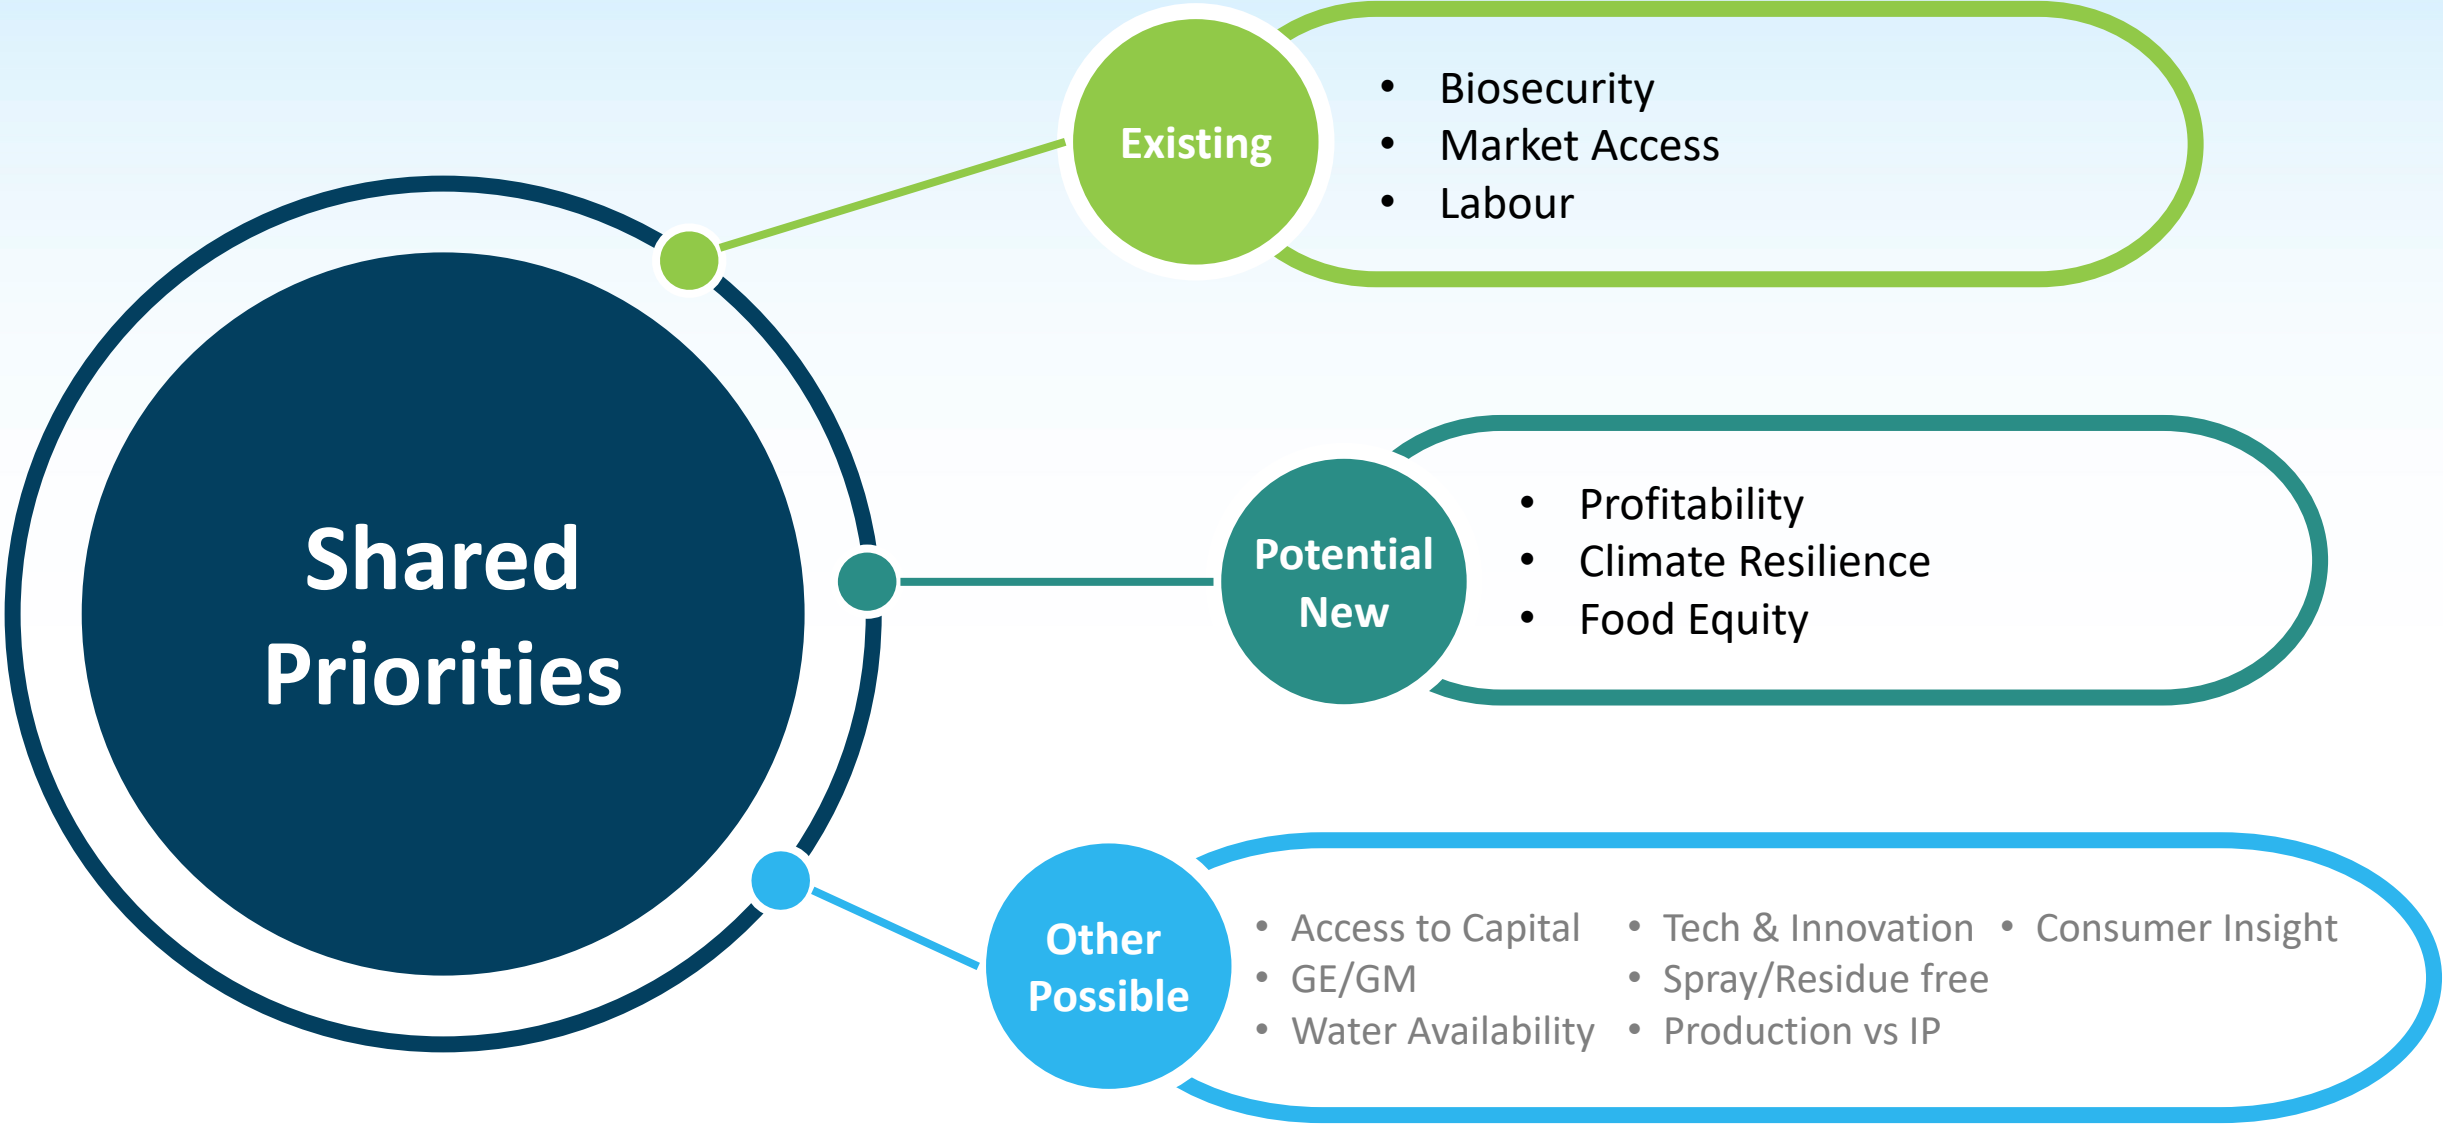 Shared
Priorities
Existing
• Biosecurity
• Market Access
• Labour
Potential
New
• Profitability
• Climate Resilience
• Food Equity
Other
Possible
• Access to Capital
• GE/GM
• Water Availability
• Tech & Innovation
• Spray/Residue free
• Production vs IP
• Consumer Insight